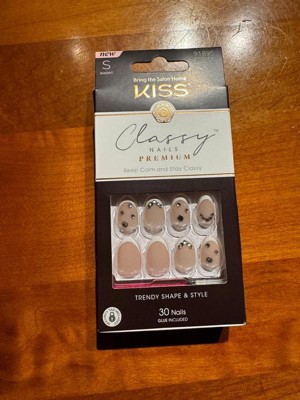 new
S
Bring the Salon Home
KISS
Classy™
NAILS
PREMIUM
Keep Calm and Stay Classy
TRENDY SHAPE & STYLE
30 Nails
GLUE INCLUDED